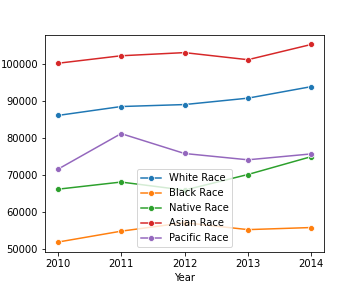 100000
90000
80000
70000
60000
50000
White Race
Black Race
Native Race
Asian Race
Pacific Race
2010 2011 2012 2013 2014
Year